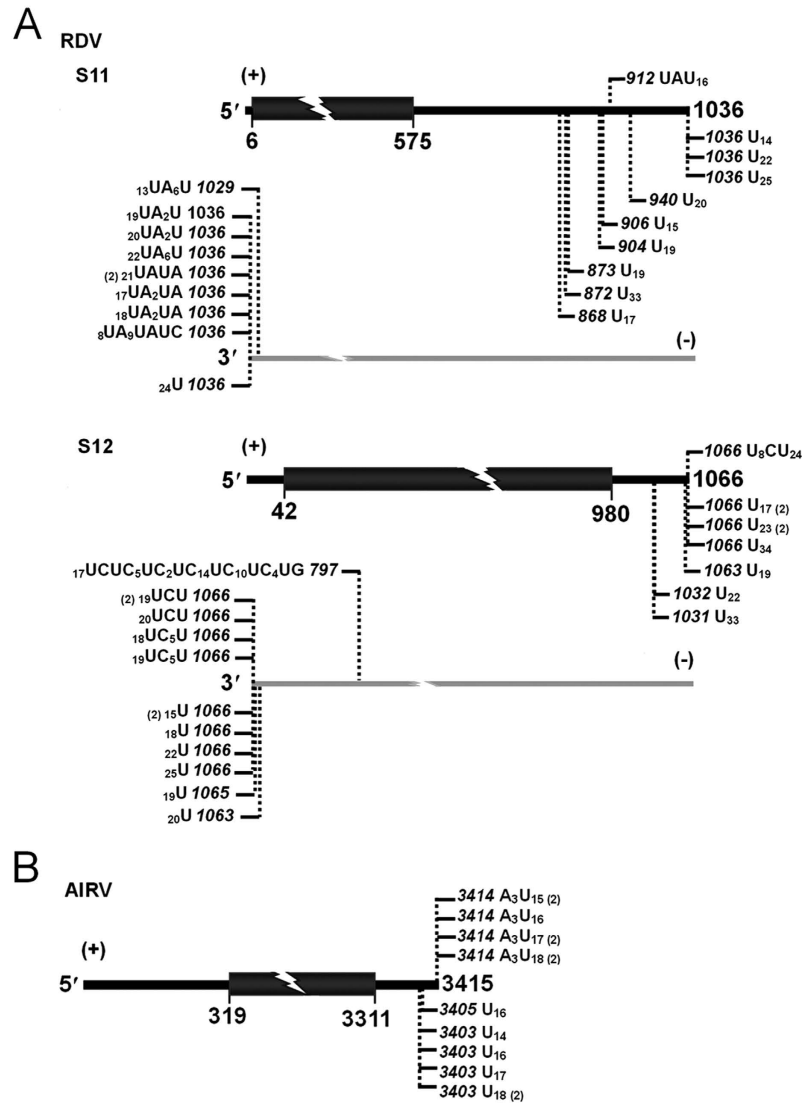 A
RDV
S11
(+)
912 UAU₁₆
5′
1036
6
575
1036 U₁₄
1036 U₂₂
1036 U₂₅
940 U₂₀
906 U₁₅
904 U₁₉
873 U₁₉
872 U₃₃
868 U₁₇
₁₃UA₆U 1029
₁₉UA₂U 1036
₂₀UA₂U 1036
₂₂UA₆U 1036
₍₂₎ ₂₁UAUA 1036
₁₇UA₂UA 1036
₁₈UA₂UA 1036
₈UA₉UAUC 1036
3′
(-)
₂₄U 1036
S12
(+)
1066 U₈CU₂₄
5′
1066
42
980
1066 U₁₇ ₍₂₎
1066 U₂₃ ₍₂₎
1066 U₃₄
1063 U₁₉
1032 U₂₂
1031 U₃₃
₁₇UCUC₅UC₂UC₁₄UC₁₀UC₄UG 797
₍₂₎ ₁₉UCU 1066
₂₀UCU 1066
₁₈UC₅U 1066
₁₉UC₅U 1066
3′
(-)
₍₂₎ ₁₅U 1066
₁₈U 1066
₂₂U 1066
₂₅U 1066
₁₉U 1065
₂₀U 1063
B
AIRV
(+)
3414 A₃U₁₅ ₍₂₎
3414 A₃U₁₆
3414 A₃U₁₇ ₍₂₎
3414 A₃U₁₈ ₍₂₎
5′
3415
319
3311
3405 U₁₆
3403 U₁₄
3403 U₁₆
3403 U₁₇
3403 U₁₈ ₍₂₎